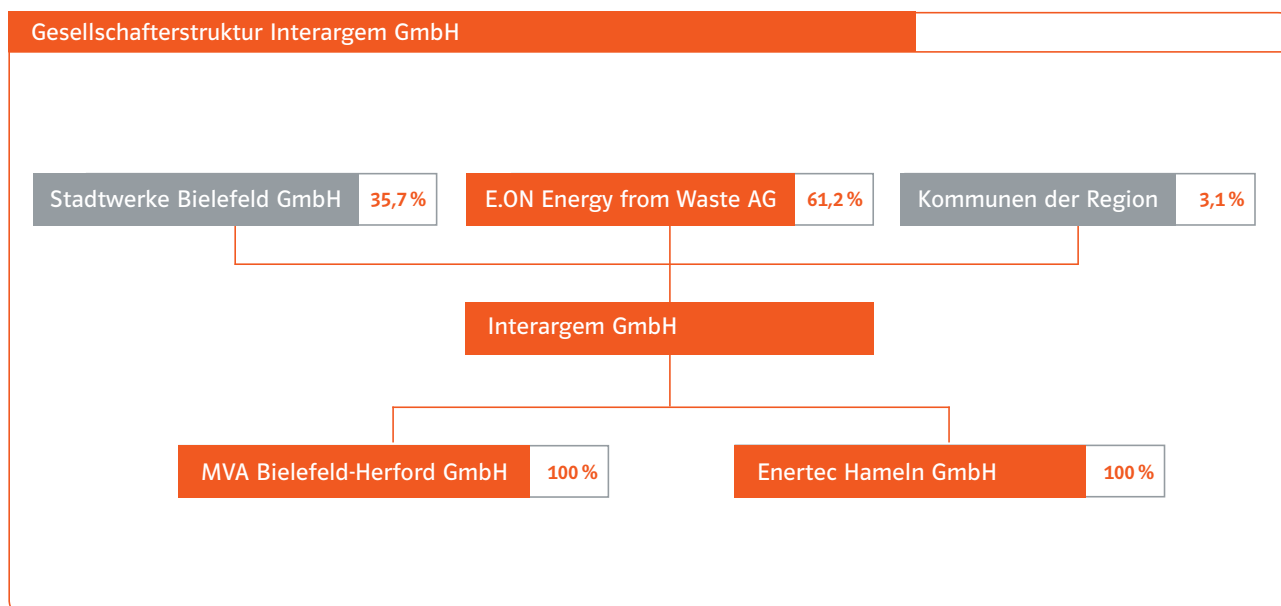 Gesellschafterstruktur Interargem GmbH
Stadtwerke Bielefeld GmbH 35,7 %
E.ON Energy from Waste AG 61,2 %
Kommunen der Region 3,1 %
Interargem GmbH
MVA Bielefeld-Herford GmbH 100 %
Enertec Hameln GmbH 100 %